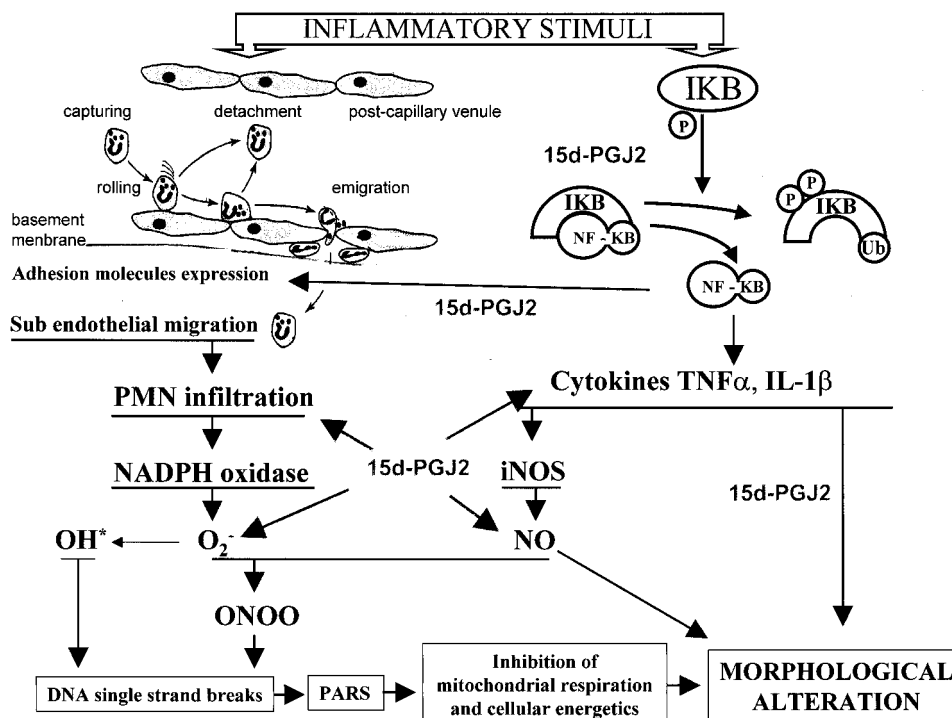 INFLAMMATORY STIMULI
capturing
detachment
post-capillary venule
rolling
emigration
basement
menmbrane
Adhesion molecules expression
Sub endothelial migration
IKB
P
15d-PGJ2
IKB
NF - KB
P
P
IKB
Ub
NF - KB
15d-PGJ2
Cytokines TNFα, IL-1β
PMN infiltration
NADPH oxidase
15d-PGJ2
iNOS
15d-PGJ2
OH*
O2-
NO
ONOO
DNA single strand breaks
PARS
Inhibition of
mitochondrial respiration
and cellular energetics
MORPHOLOGICAL
ALTERATION